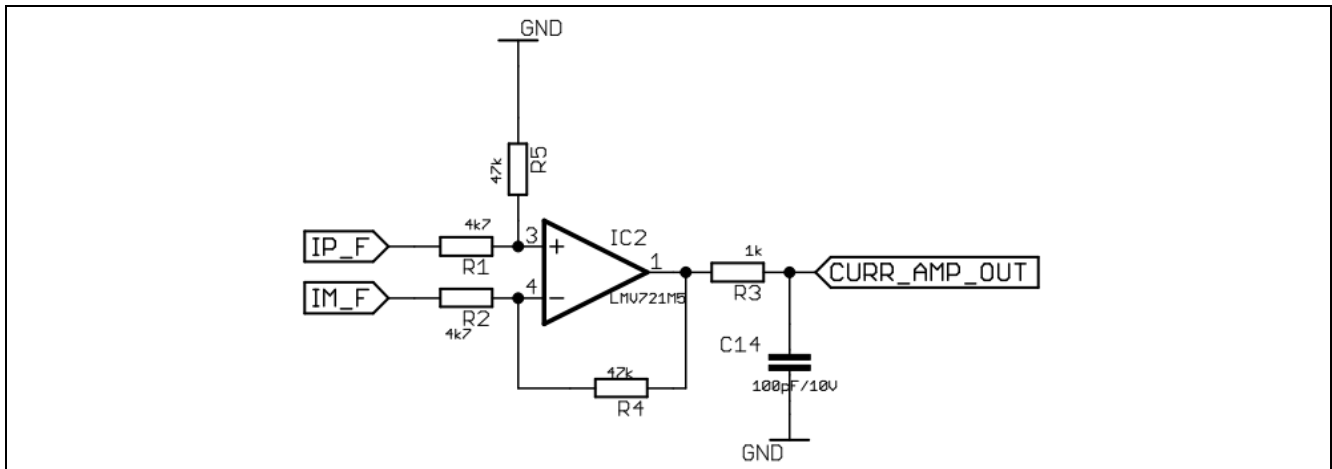 GND
47k
R5
4k7
IP_F
R1
3
IC2
1
1k
CURR_AMP_OUT
R3
IM_F
R2
4k7
4
LMV721M5
C14
100pF/10V
47k
R4
GND